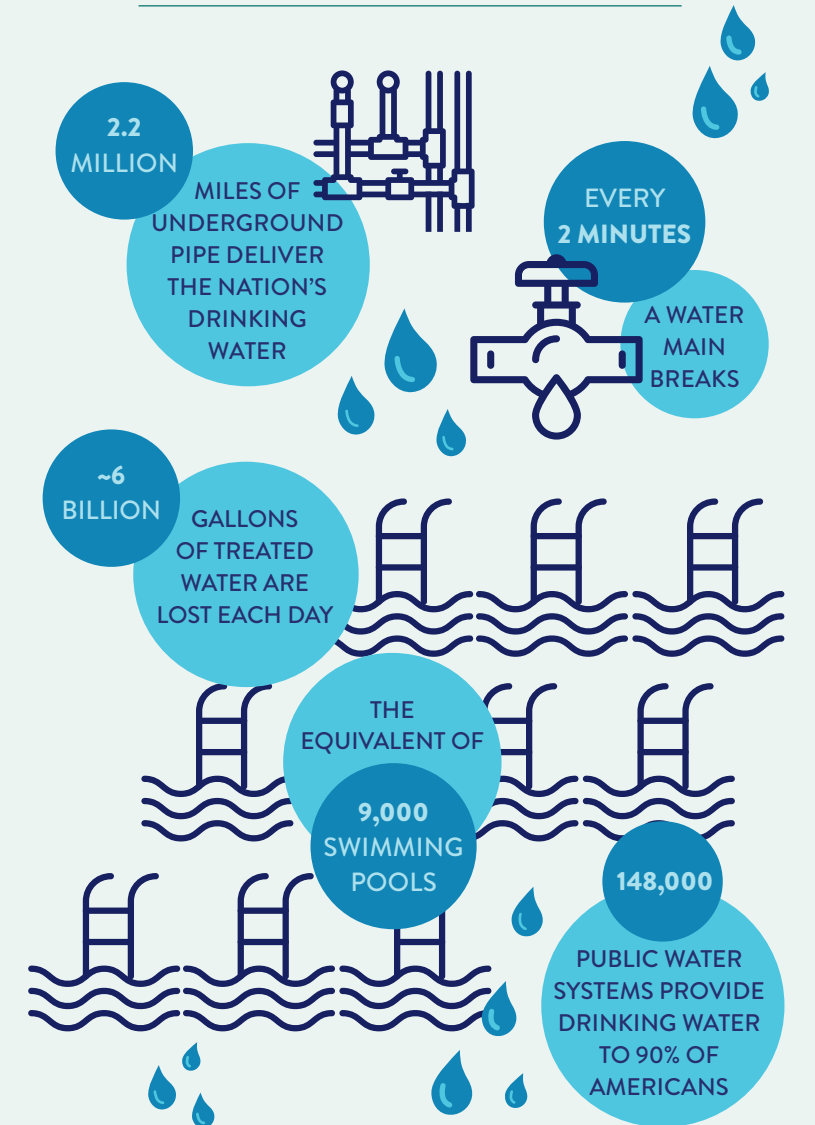 2.2
MILLION
MILES OF
UNDERGROUND
PIPE DELIVER
THE NATION’S
DRINKING
WATER
EVERY
2 MINUTES
A WATER
MAIN
BREAKS
~6
BILLION
GALLONS
OF TREATED
WATER ARE
LOST EACH DAY
THE
EQUIVALENT OF
9,000
SWIMMING
POOLS
148,000
PUBLIC WATER
SYSTEMS PROVIDE
DRINKING WATER
TO 90% OF
AMERICANS